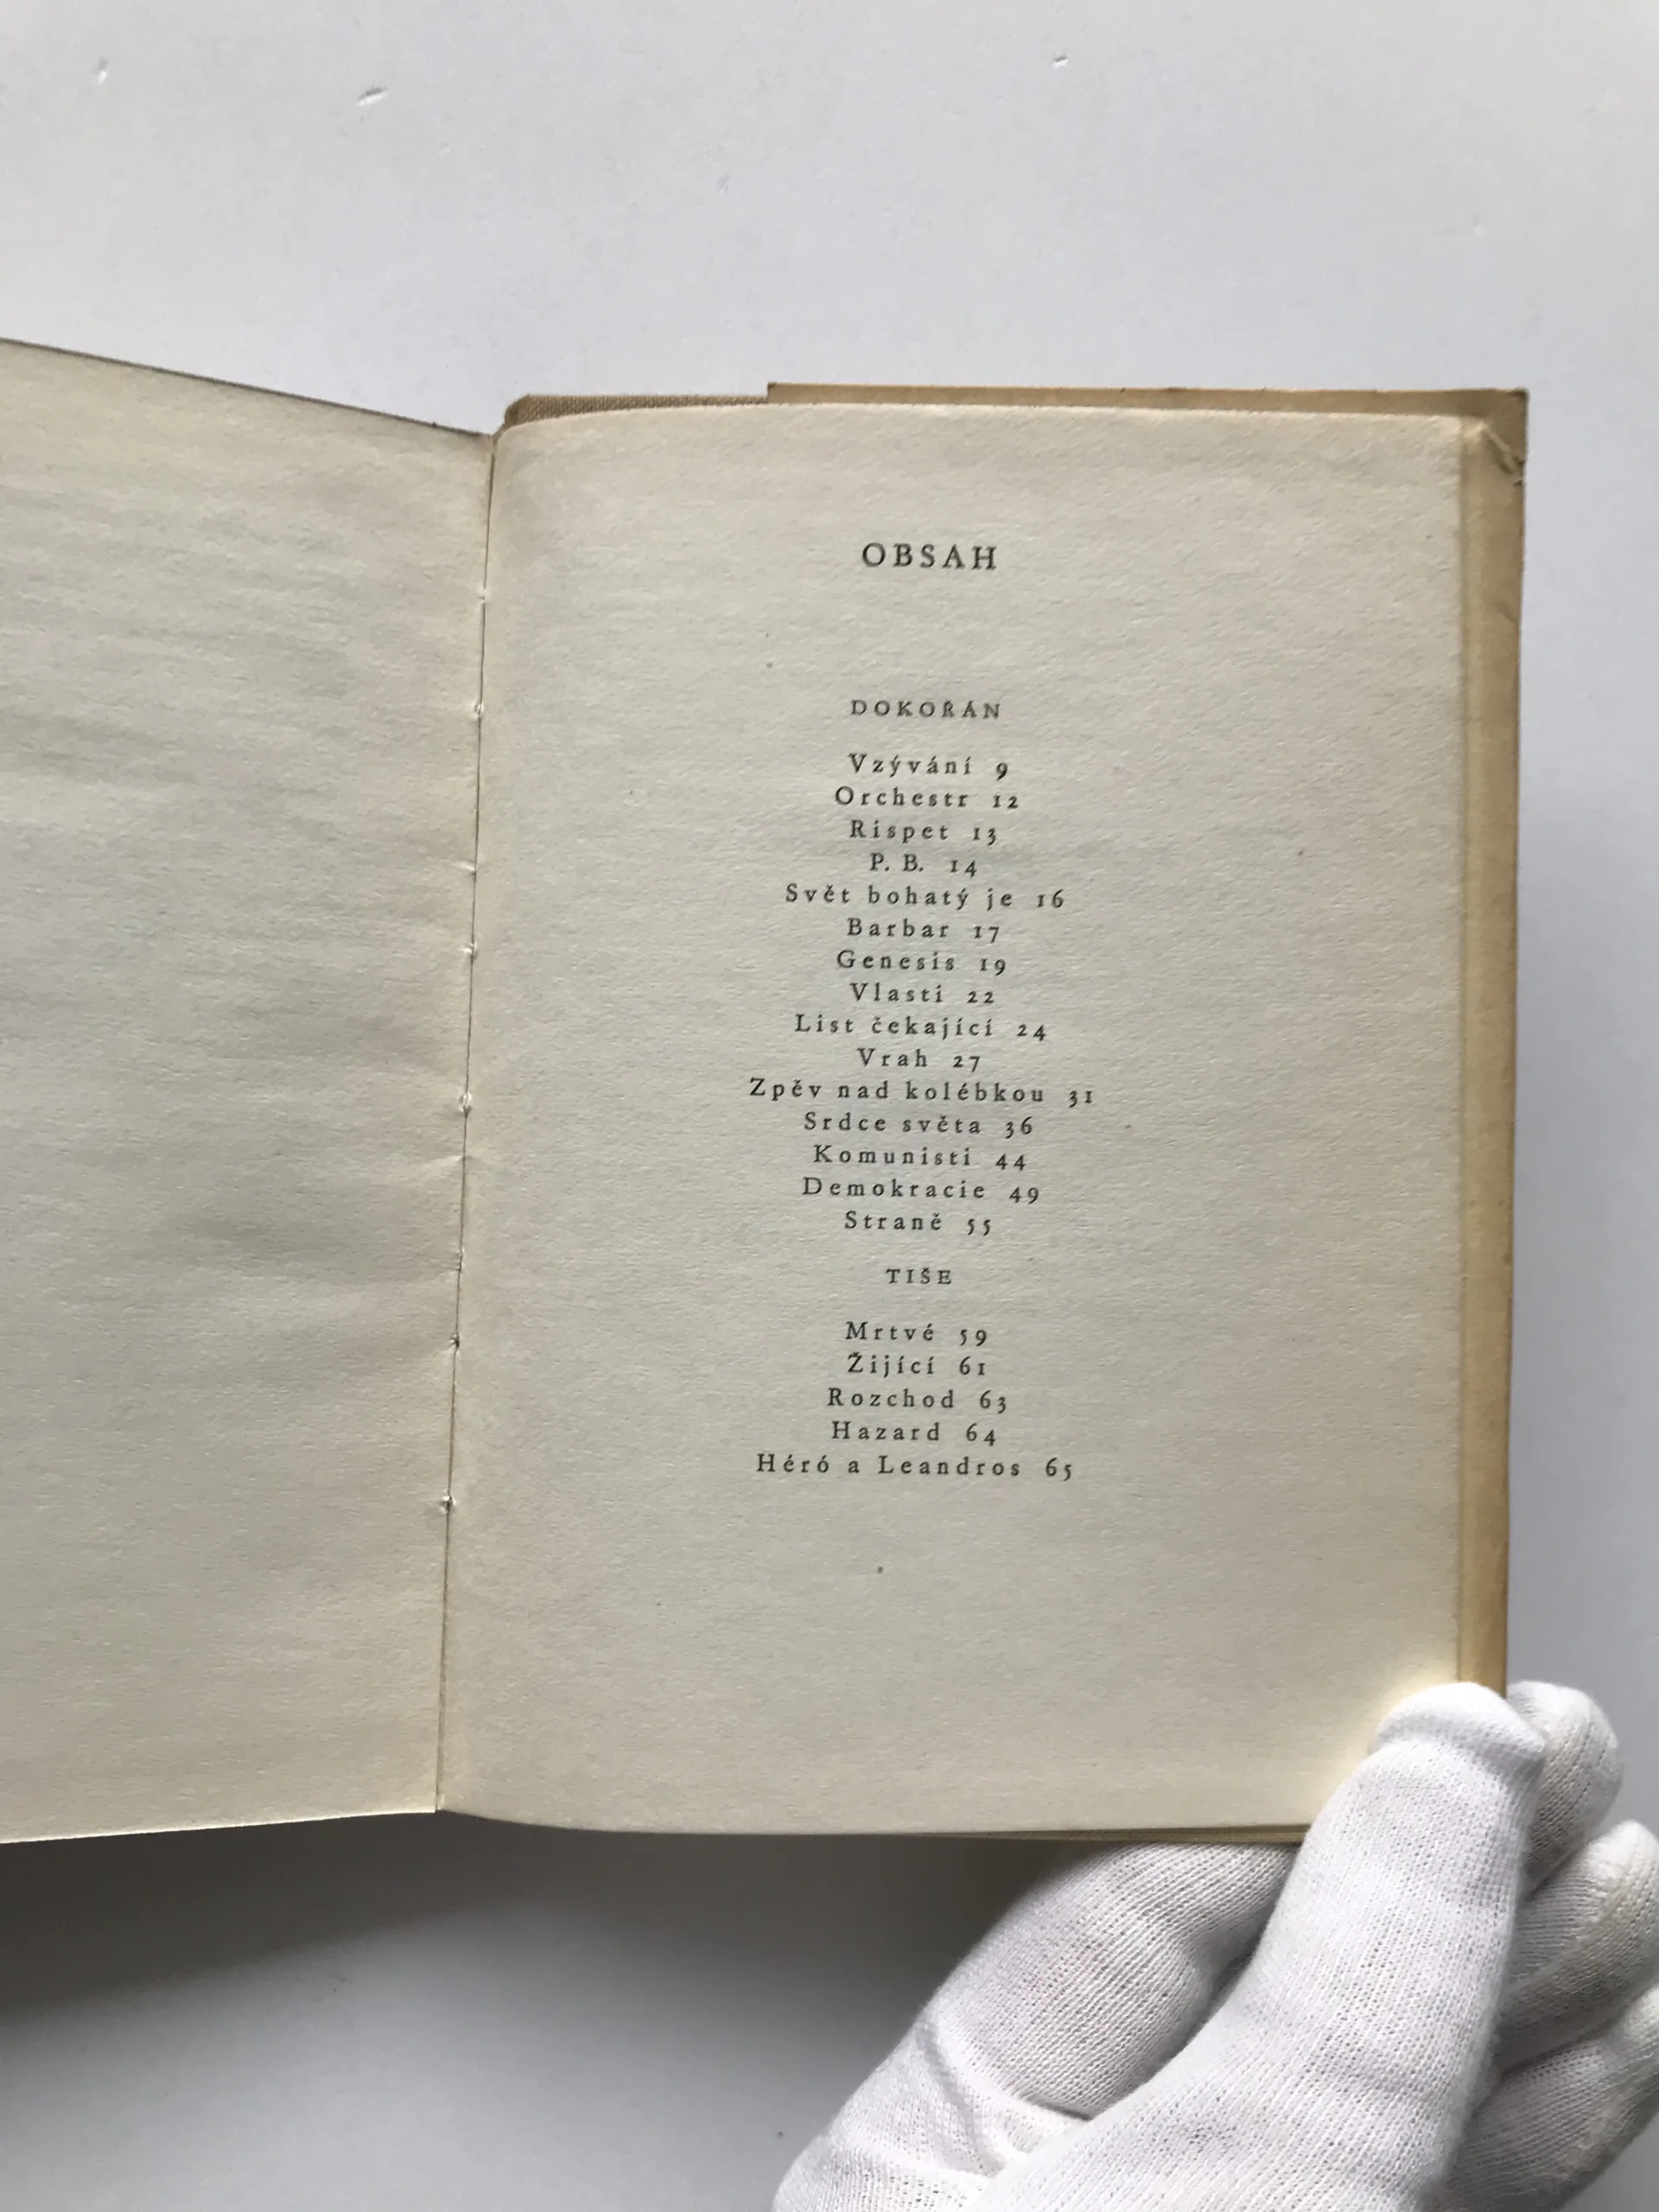 OBSAH
DOKOŘÁN
Vzývání 9
Orchestr 12
Rispet 13
P. B. 14
Svět bohatý je 16
Barbar 17
Genesis 19
Vlasti 22
List čekající 24
Vrah 27
Zpěv nad kolébkou 31
Srdce světa 36
Komunisti 44
Demokracie 49
Straně 55
TIŠE
Mrtvé 59
Žijící 61
Rozchod 63
Hazard 64
Héró a Leandros 65